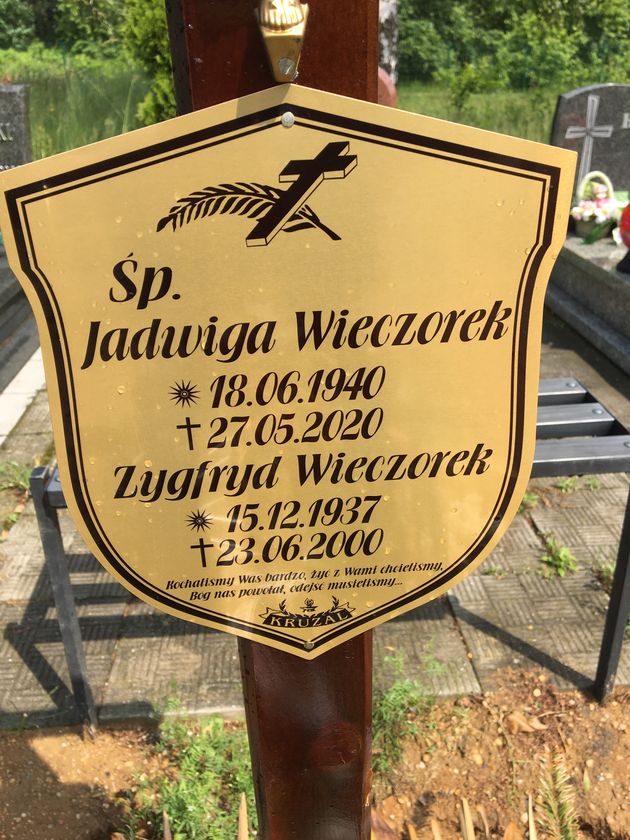 Śp.
Jadwiga Wieczorek
18.06.1940
27.05.2020
Zygfryd Wieczorek
15.12.1937
23.06.2000
Kochaliśmy Was bardzo, żyć z Wami chcieliśmy,
Bóg nas powołał, odejść musieliśmy...
KRUŻAL